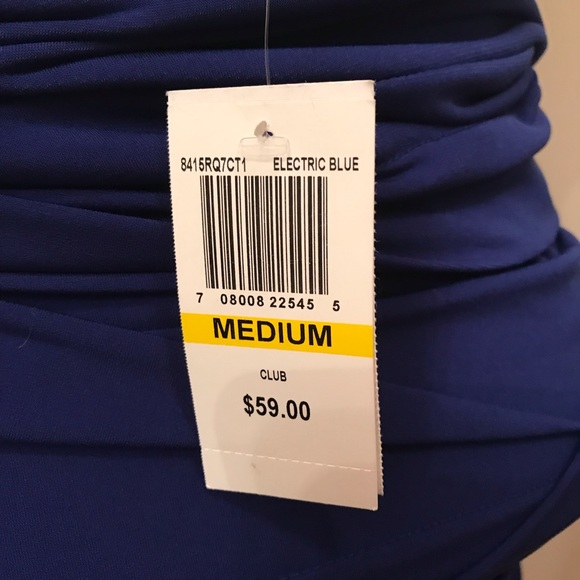 8415RQ7CT1 ELECTRIC BLUE
7 08008 22545 5
MEDIUM
CLUB
$59.00